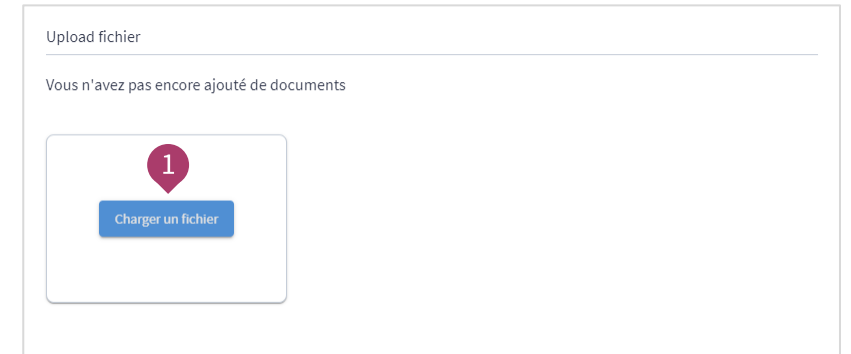 Upload fichier
Vous n'avez pas encore ajouté de documents
1
Charger un fichier